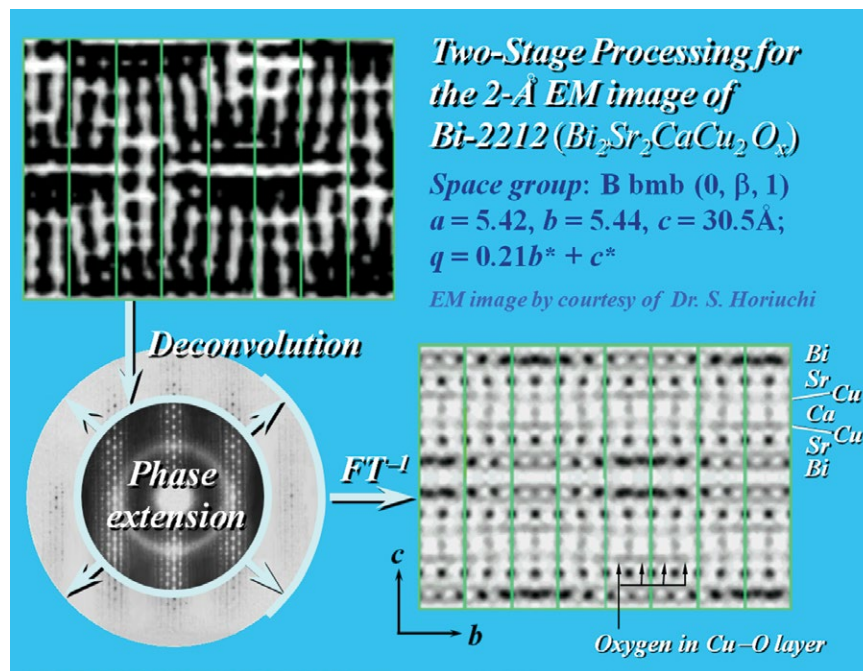 Two-Stage Processing for
the 2-Å EM image of
Bi-2212 (Bi₂Sr₂CaCu₂ Oₓ)
Space group: B bmb (0, β, 1)
a = 5.42, b = 5.44, c = 30.5Å;
q = 0.21b* + c*
EM image by courtesy of Dr. S. Horiuchi
Deconvolution
Phase
extension
FT⁻¹
Bi
Sr
Cu
Ca
Cu
Sr
Bi
c
b
Oxygen in Cu–O layer